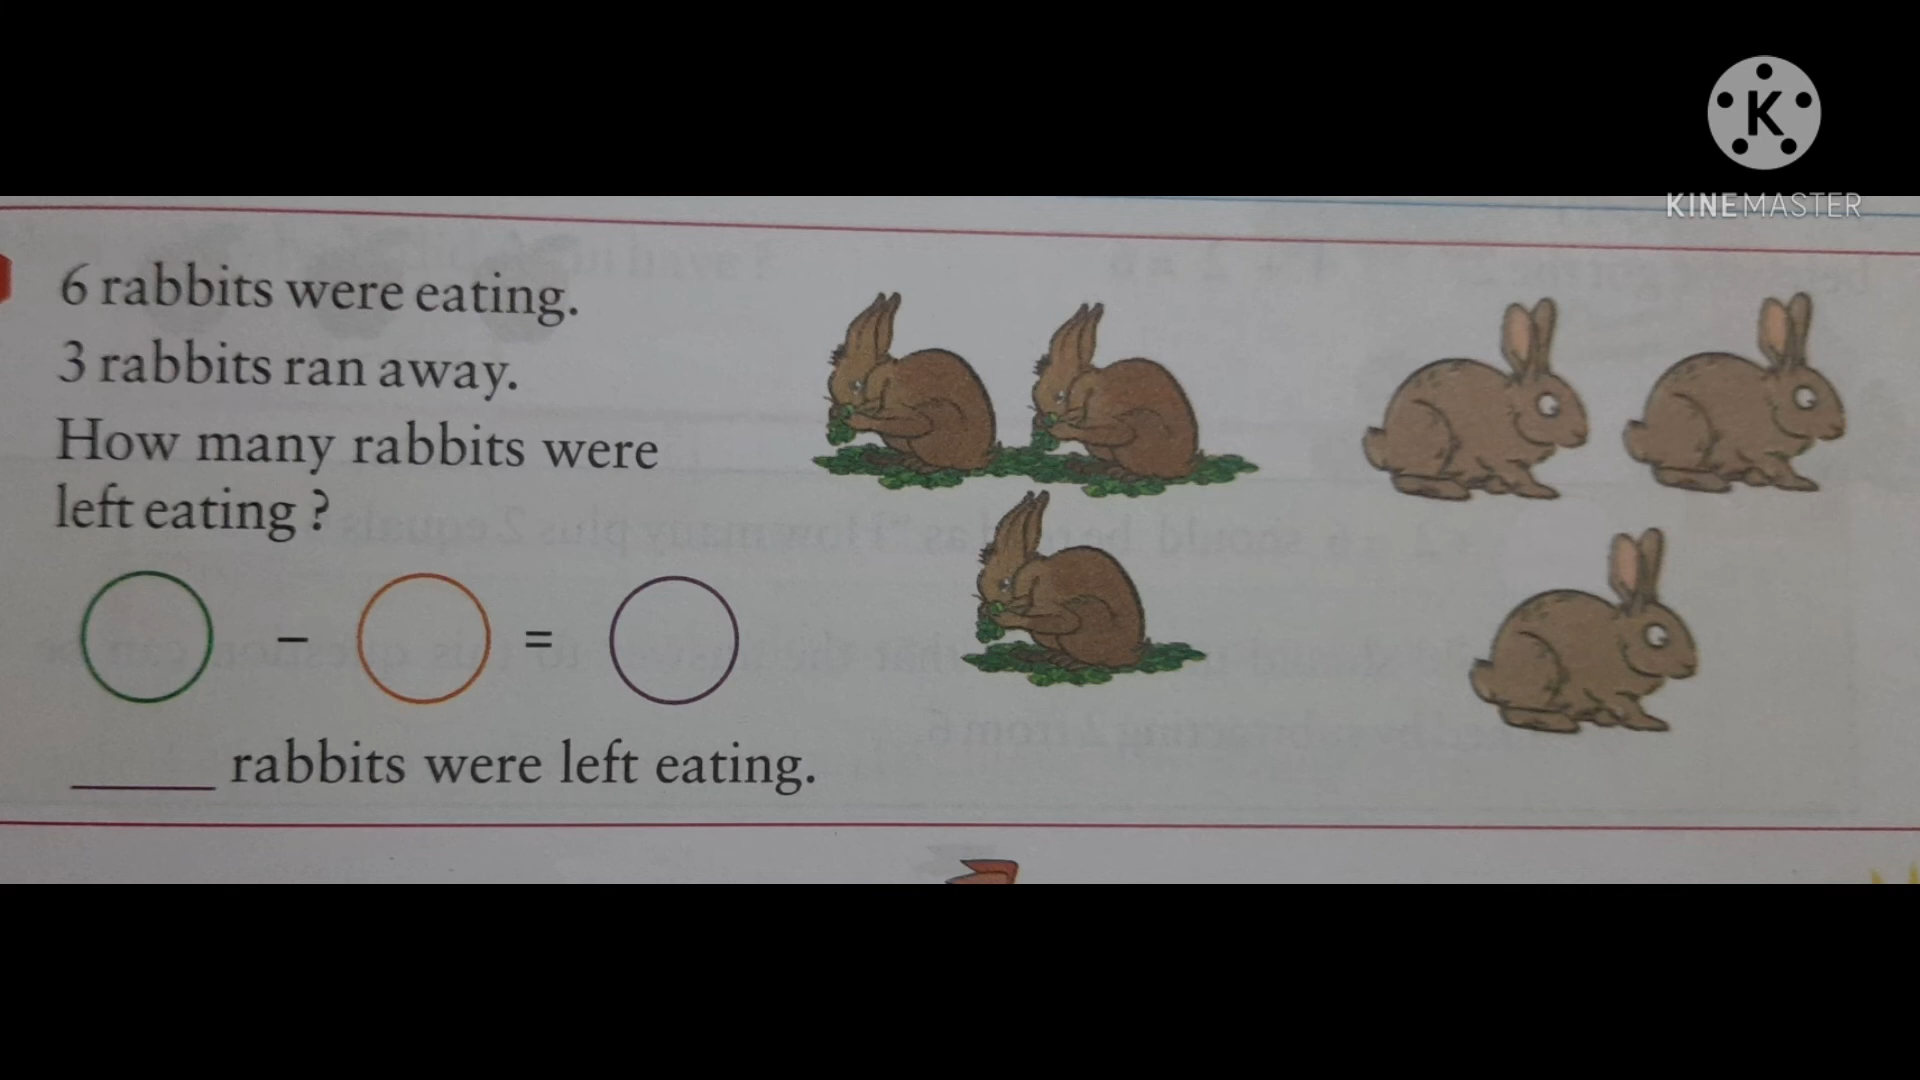 KINEMASTER
6 rabbits were eating.
3 rabbits ran away.
How many rabbits were
left eating ?
- =
_____ rabbits were left eating.